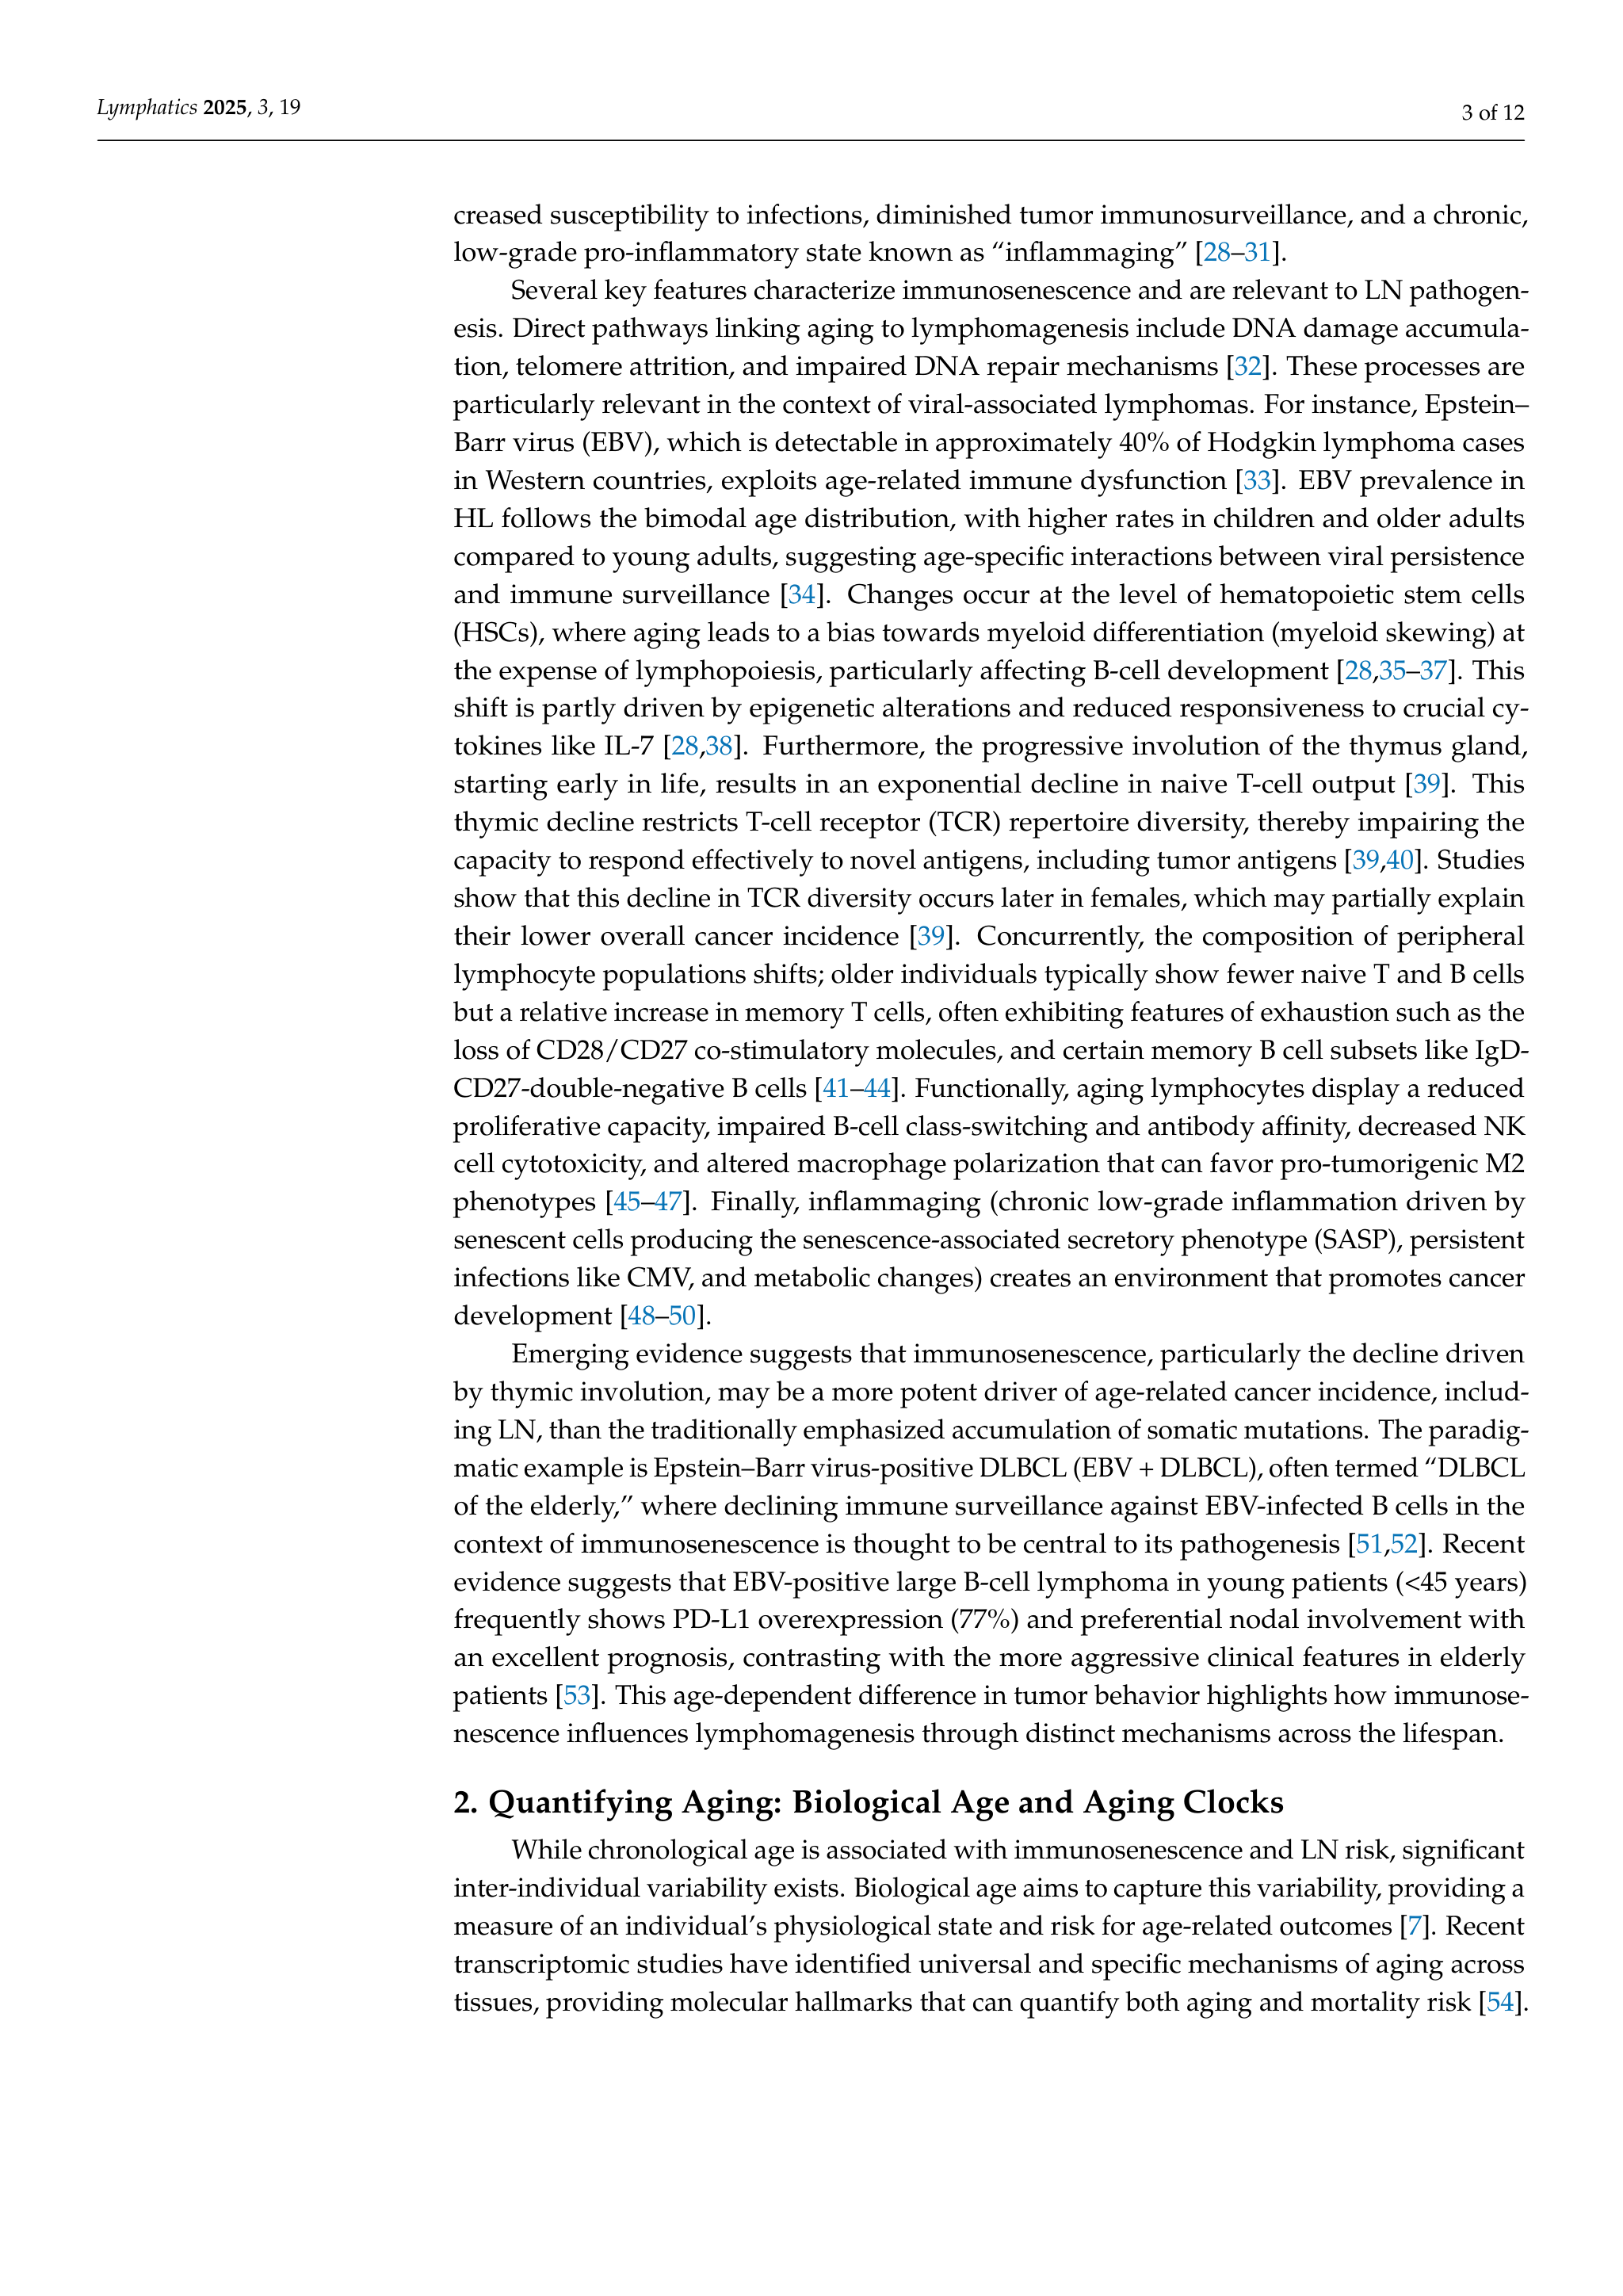 Lymphatics 2025, 3, 19
3 of 12
creased susceptibility to infections, diminished tumor immunosurveillance, and a chronic,
low-grade pro-inflammatory state known as “inflammaging” [28–31].
Several key features characterize immunosenescence and are relevant to LN pathogen-
esis. Direct pathways linking aging to lymphomagenesis include DNA damage accumula-
tion, telomere attrition, and impaired DNA repair mechanisms [32]. These processes are
particularly relevant in the context of viral-associated lymphomas. For instance, Epstein–
Barr virus (EBV), which is detectable in approximately 40% of Hodgkin lymphoma cases
in Western countries, exploits age-related immune dysfunction [33]. EBV prevalence in
HL follows the bimodal age distribution, with higher rates in children and older adults
compared to young adults, suggesting age-specific interactions between viral persistence
and immune surveillance [34]. Changes occur at the level of hematopoietic stem cells
(HSCs), where aging leads to a bias towards myeloid differentiation (myeloid skewing) at
the expense of lymphopoiesis, particularly affecting B-cell development [28,35–37]. This
shift is partly driven by epigenetic alterations and reduced responsiveness to crucial cy-
tokines like IL-7 [28,38]. Furthermore, the progressive involution of the thymus gland,
starting early in life, results in an exponential decline in naive T-cell output [39]. This
thymic decline restricts T-cell receptor (TCR) repertoire diversity, thereby impairing the
capacity to respond effectively to novel antigens, including tumor antigens [39,40]. Studies
show that this decline in TCR diversity occurs later in females, which may partially explain
their lower overall cancer incidence [39]. Concurrently, the composition of peripheral
lymphocyte populations shifts; older individuals typically show fewer naive T and B cells
but a relative increase in memory T cells, often exhibiting features of exhaustion such as the
loss of CD28/CD27 co-stimulatory molecules, and certain memory B cell subsets like IgD-
CD27-double-negative B cells [41–44]. Functionally, aging lymphocytes display a reduced
proliferative capacity, impaired B-cell class-switching and antibody affinity, decreased NK
cell cytotoxicity, and altered macrophage polarization that can favor pro-tumorigenic M2
phenotypes [45–47]. Finally, inflammaging (chronic low-grade inflammation driven by
senescent cells producing the senescence-associated secretory phenotype (SASP), persistent
infections like CMV, and metabolic changes) creates an environment that promotes cancer
development [48–50].
Emerging evidence suggests that immunosenescence, particularly the decline driven
by thymic involution, may be a more potent driver of age-related cancer incidence, includ-
ing LN, than the traditionally emphasized accumulation of somatic mutations. The paradig-
matic example is Epstein–Barr virus-positive DLBCL (EBV + DLBCL), often termed “DLBCL
of the elderly,” where declining immune surveillance against EBV-infected B cells in the
context of immunosenescence is thought to be central to its pathogenesis [51,52]. Recent
evidence suggests that EBV-positive large B-cell lymphoma in young patients (<45 years)
frequently shows PD-L1 overexpression (77%) and preferential nodal involvement with
an excellent prognosis, contrasting with the more aggressive clinical features in elderly
patients [53]. This age-dependent difference in tumor behavior highlights how immunose-
nescence influences lymphomagenesis through distinct mechanisms across the lifespan.
2. Quantifying Aging: Biological Age and Aging Clocks
While chronological age is associated with immunosenescence and LN risk, significant
inter-individual variability exists. Biological age aims to capture this variability, providing a
measure of an individual’s physiological state and risk for age-related outcomes [7]. Recent
transcriptomic studies have identified universal and specific mechanisms of aging across
tissues, providing molecular hallmarks that can quantify both aging and mortality risk [54].